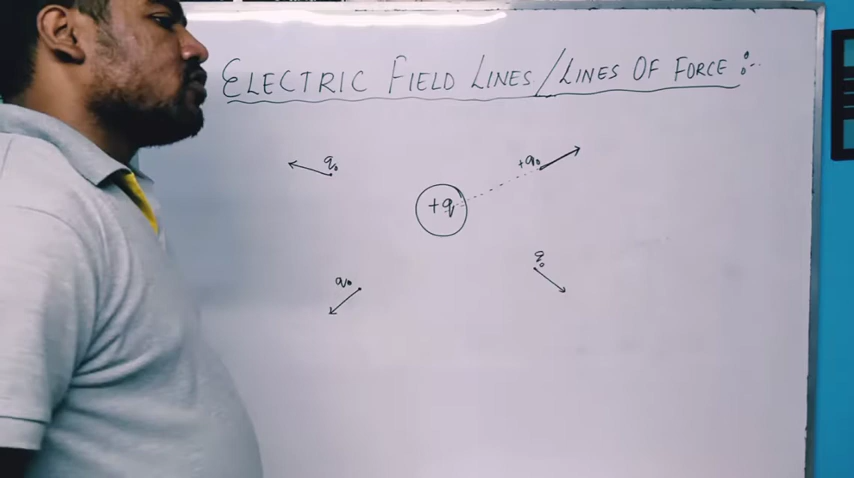 ELECTRIC FIELD LINES/LINES OF FORCE :-
q₀
+q₀
+q
q₀
q₀